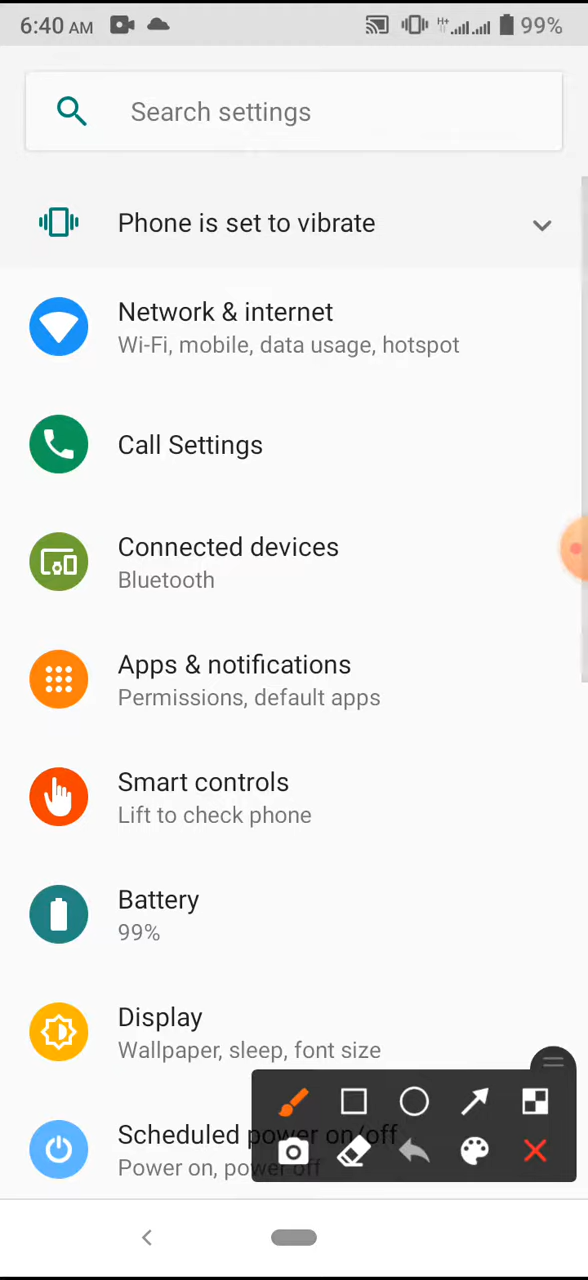 6:40 AM
H+
99%
Search settings
Phone is set to vibrate
Network & internet
Wi-Fi, mobile, data usage, hotspot
Call Settings
Connected devices
Bluetooth
Apps & notifications
Permissions, default apps
Smart controls
Lift to check phone
Battery
99%
Display
Wallpaper, sleep, font size
Scheduled power on/off
Power on, power off